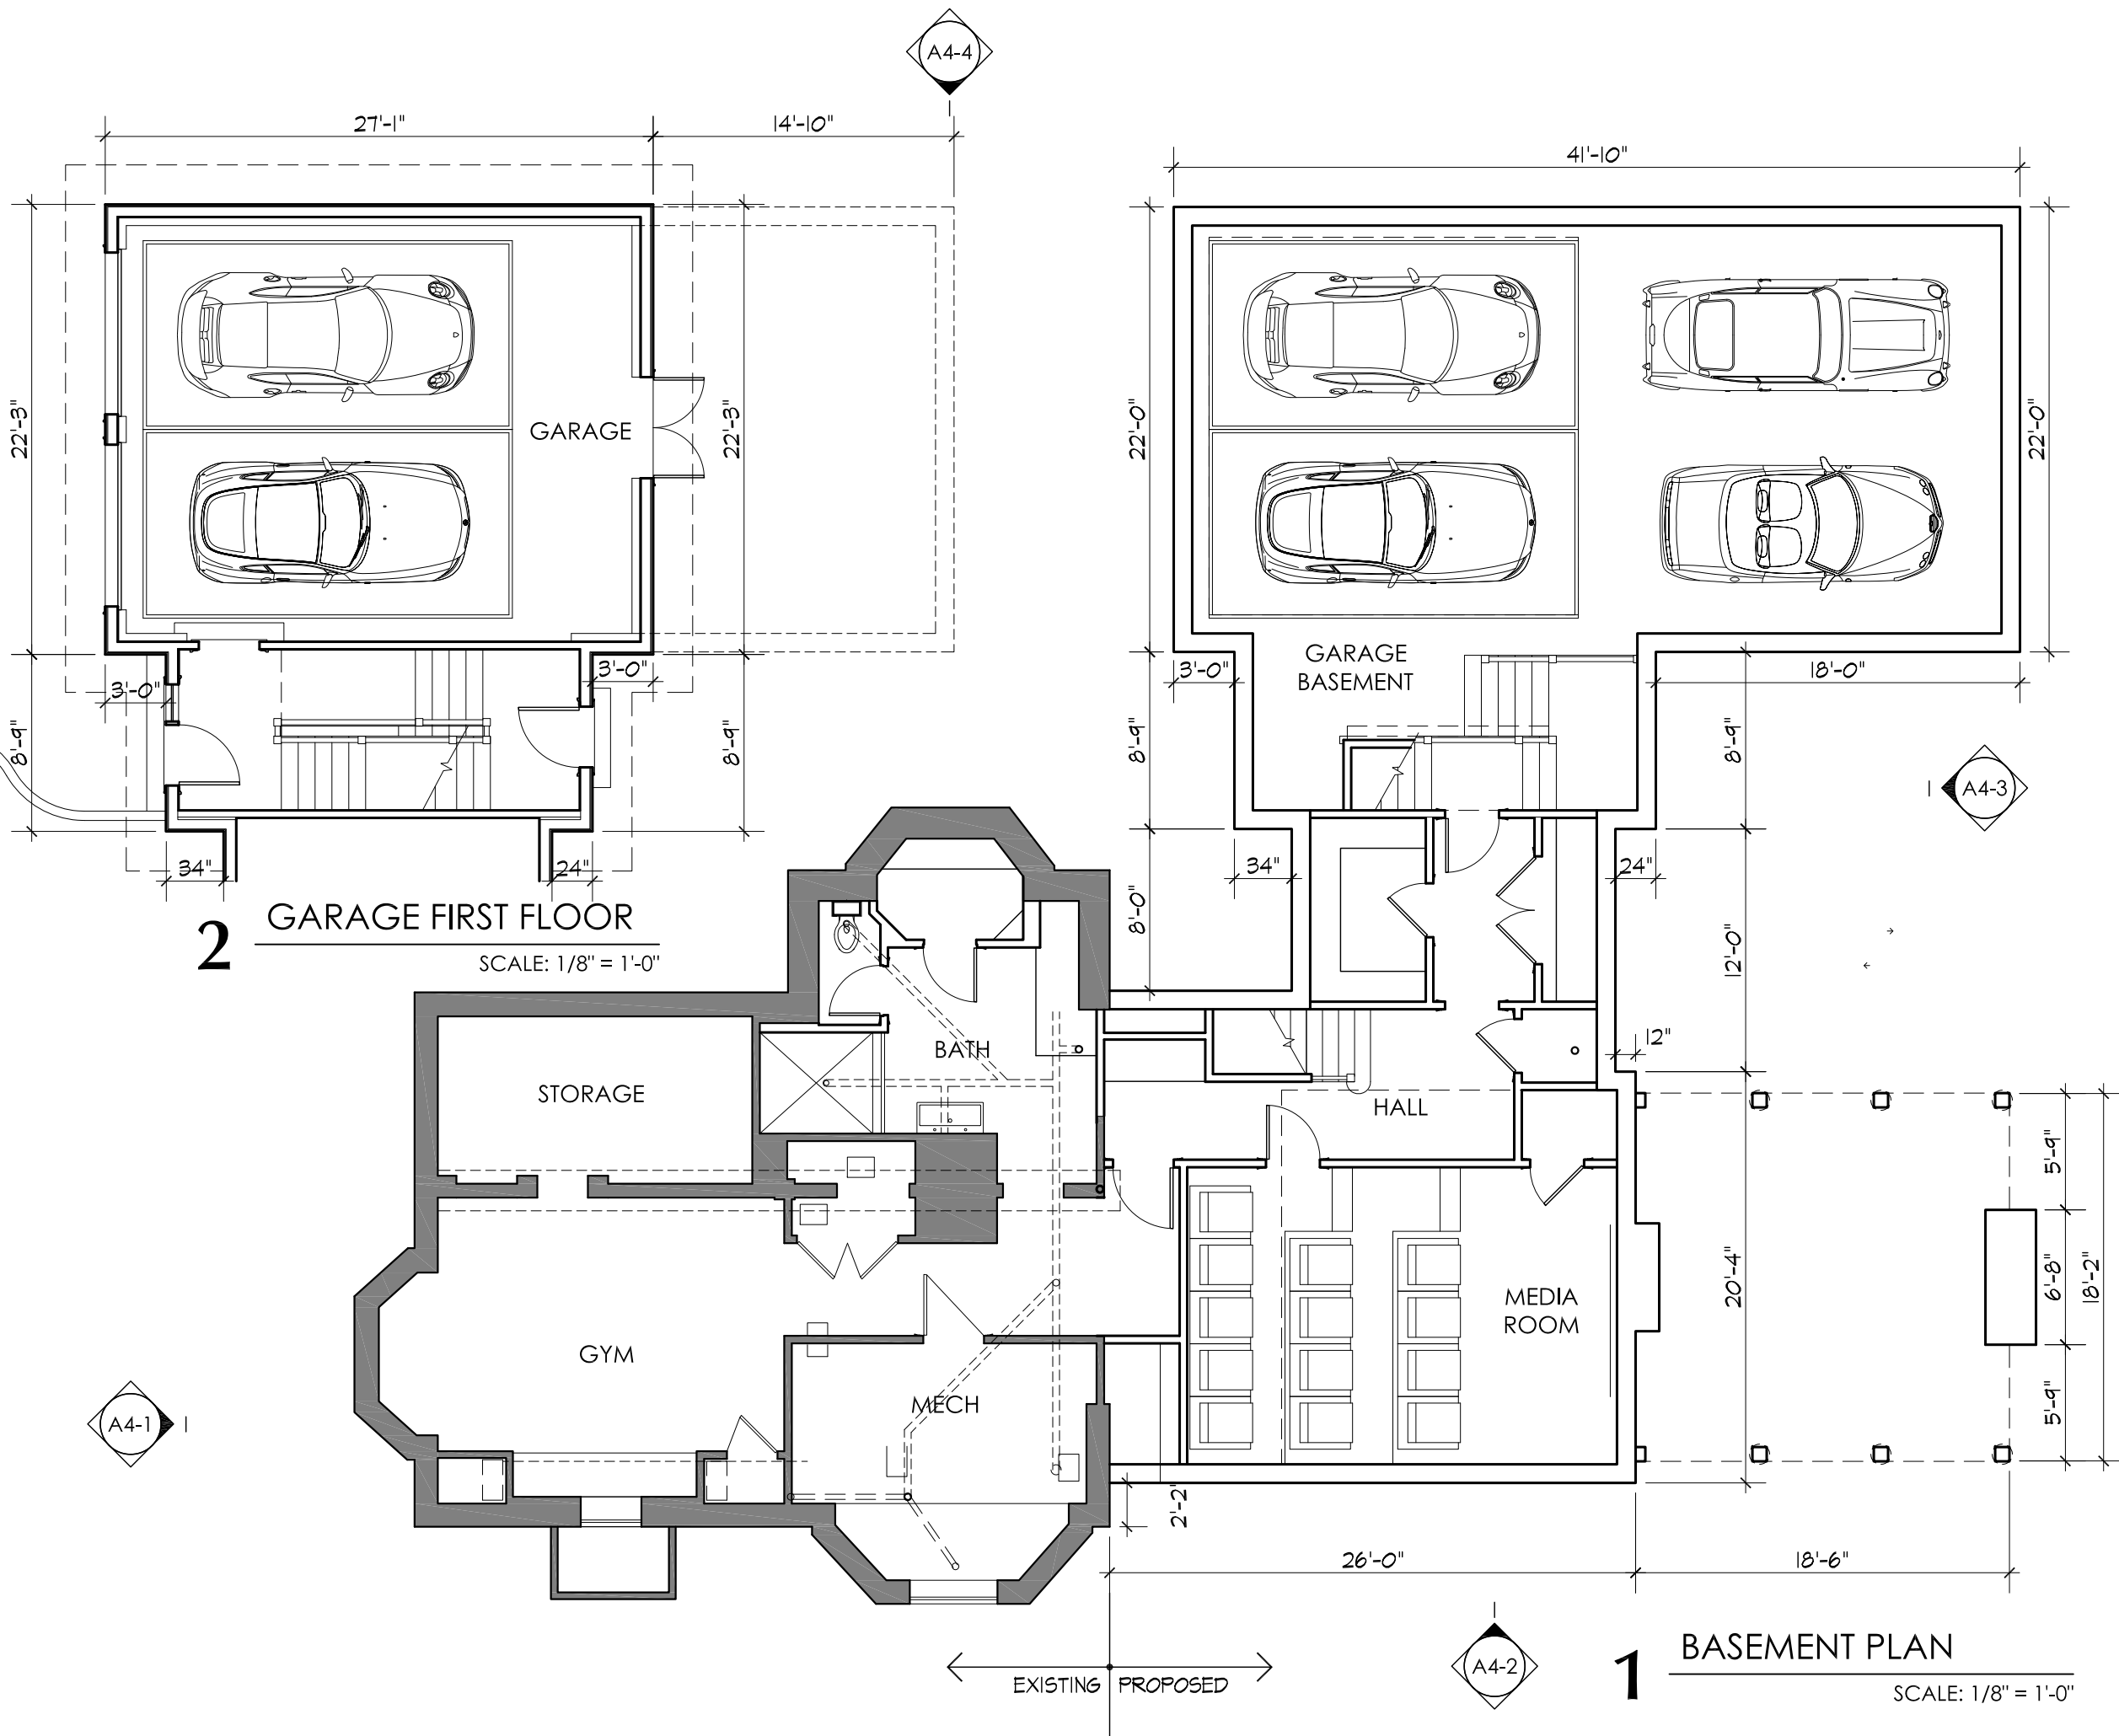 A4-4
27'-1"
14'-10"
41'-10"
22'-3"
GARAGE
22'-3"
22'-0"
22'-0"
3'-0"
3'-0"
8'-9"
8'-9"
34"
24"
2
GARAGE FIRST FLOOR
SCALE: 1/8" = 1'-0"
GARAGE
BASEMENT
3'-0"
18'-0"
8'-9"
8'-9"
A4-3
34"
24"
8'-0"
12'-0"
12"
BATH
STORAGE
HALL
5'-9"
20'-4"
6'-8"
18'-2"
MEDIA
ROOM
GYM
MECH
A4-1
5'-9"
2'-2"
26'-0"
18'-6"
EXISTING
PROPOSED
A4-2
1
BASEMENT PLAN
SCALE: 1/8" = 1'-0"